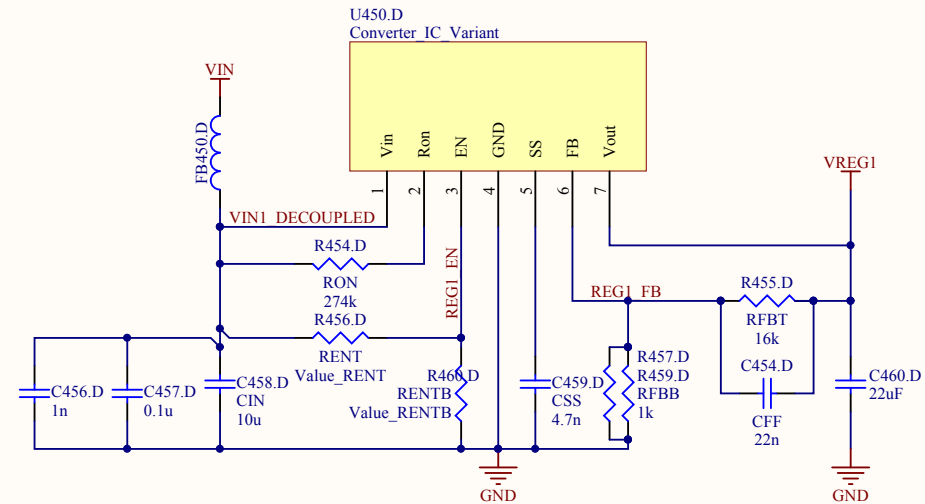 U450.D
Converter_IC_Variant
VIN
FB450.D
Vin
Ron
EN
GND
SS
FB
Vout
1
2
3
4
5
6
7
VREG1
VIN1_DECOUPLED
R454.D
RON
274k
REG1_EN
REG1_FB
R455.D
RFBT
16k
R456.D
RENT
Value_RENT
C454.D
CFF
22n
C456.D
1n
C457.D
0.1u
C458.D
CIN
10u
R460.D
RENTB
Value_RENTB
C459.D
CSS
4.7n
R457.D
R459.D
RFBB
1k
C460.D
22uF
GND
GND